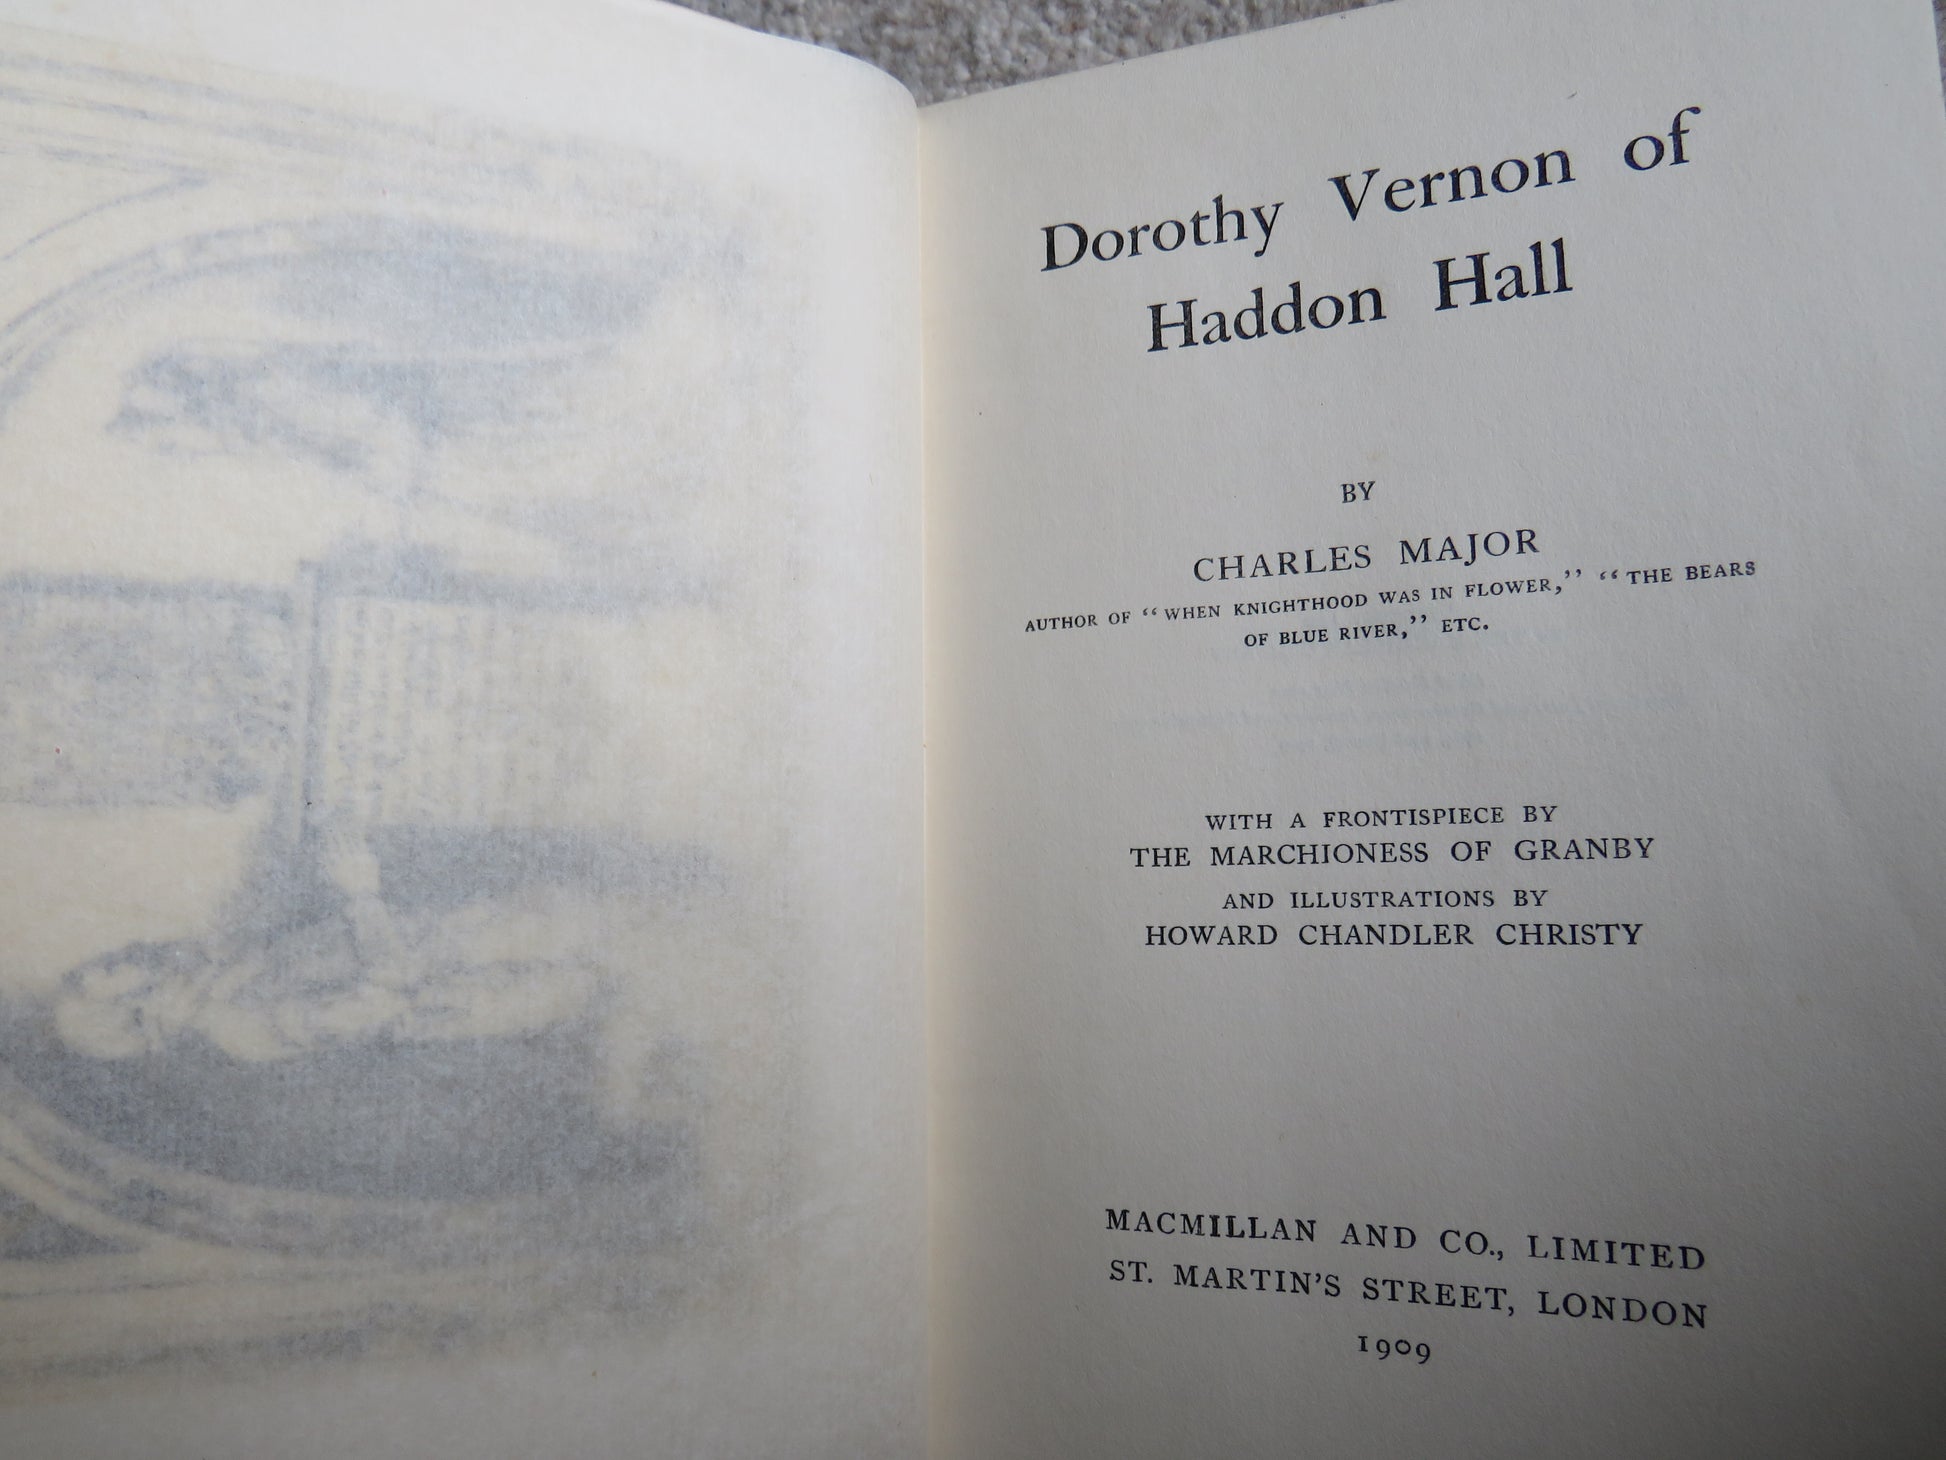 Dorothy Vernon of
Haddon Hall
BY
CHARLES MAJOR
AUTHOR OF “WHEN KNIGHTHOOD WAS IN FLOWER,” “THE BEARS
OF BLUE RIVER,” ETC.
WITH A FRONTISPIECE BY
THE MARCHIONESS OF GRANBY
AND ILLUSTRATIONS BY
HOWARD CHANDLER CHRISTY
MACMILLAN AND CO., LIMITED
ST. MARTIN'S STREET, LONDON
1909